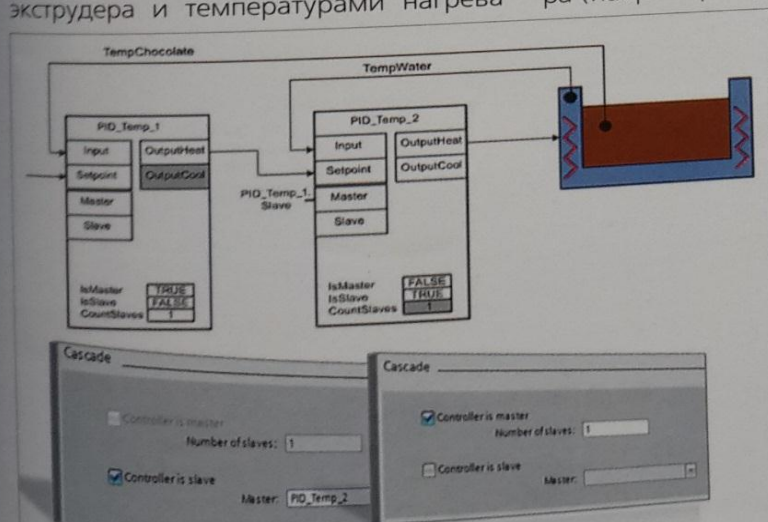 экструдера и температурами нагрева
TempChocolate
TempWater
PID_Temp_1
Input
OutputHeat
Setpoint
OutputCool
Master
Slave
IsMaster TRUE
IsSlave FALSE
CountSlaves 1
PID_Temp_2
Input
OutputHeat
Setpoint
OutputCool
PID_Temp_1.
Slave
Master
Slave
IsMaster FALSE
IsSlave TRUE
CountSlaves 1
Cascade
Controller is master
Number of slaves: 1
Controller is slave
Master: PID_Temp_2
Cascade
Controller is master
Number of slaves: 1
Controller is slave
Master: